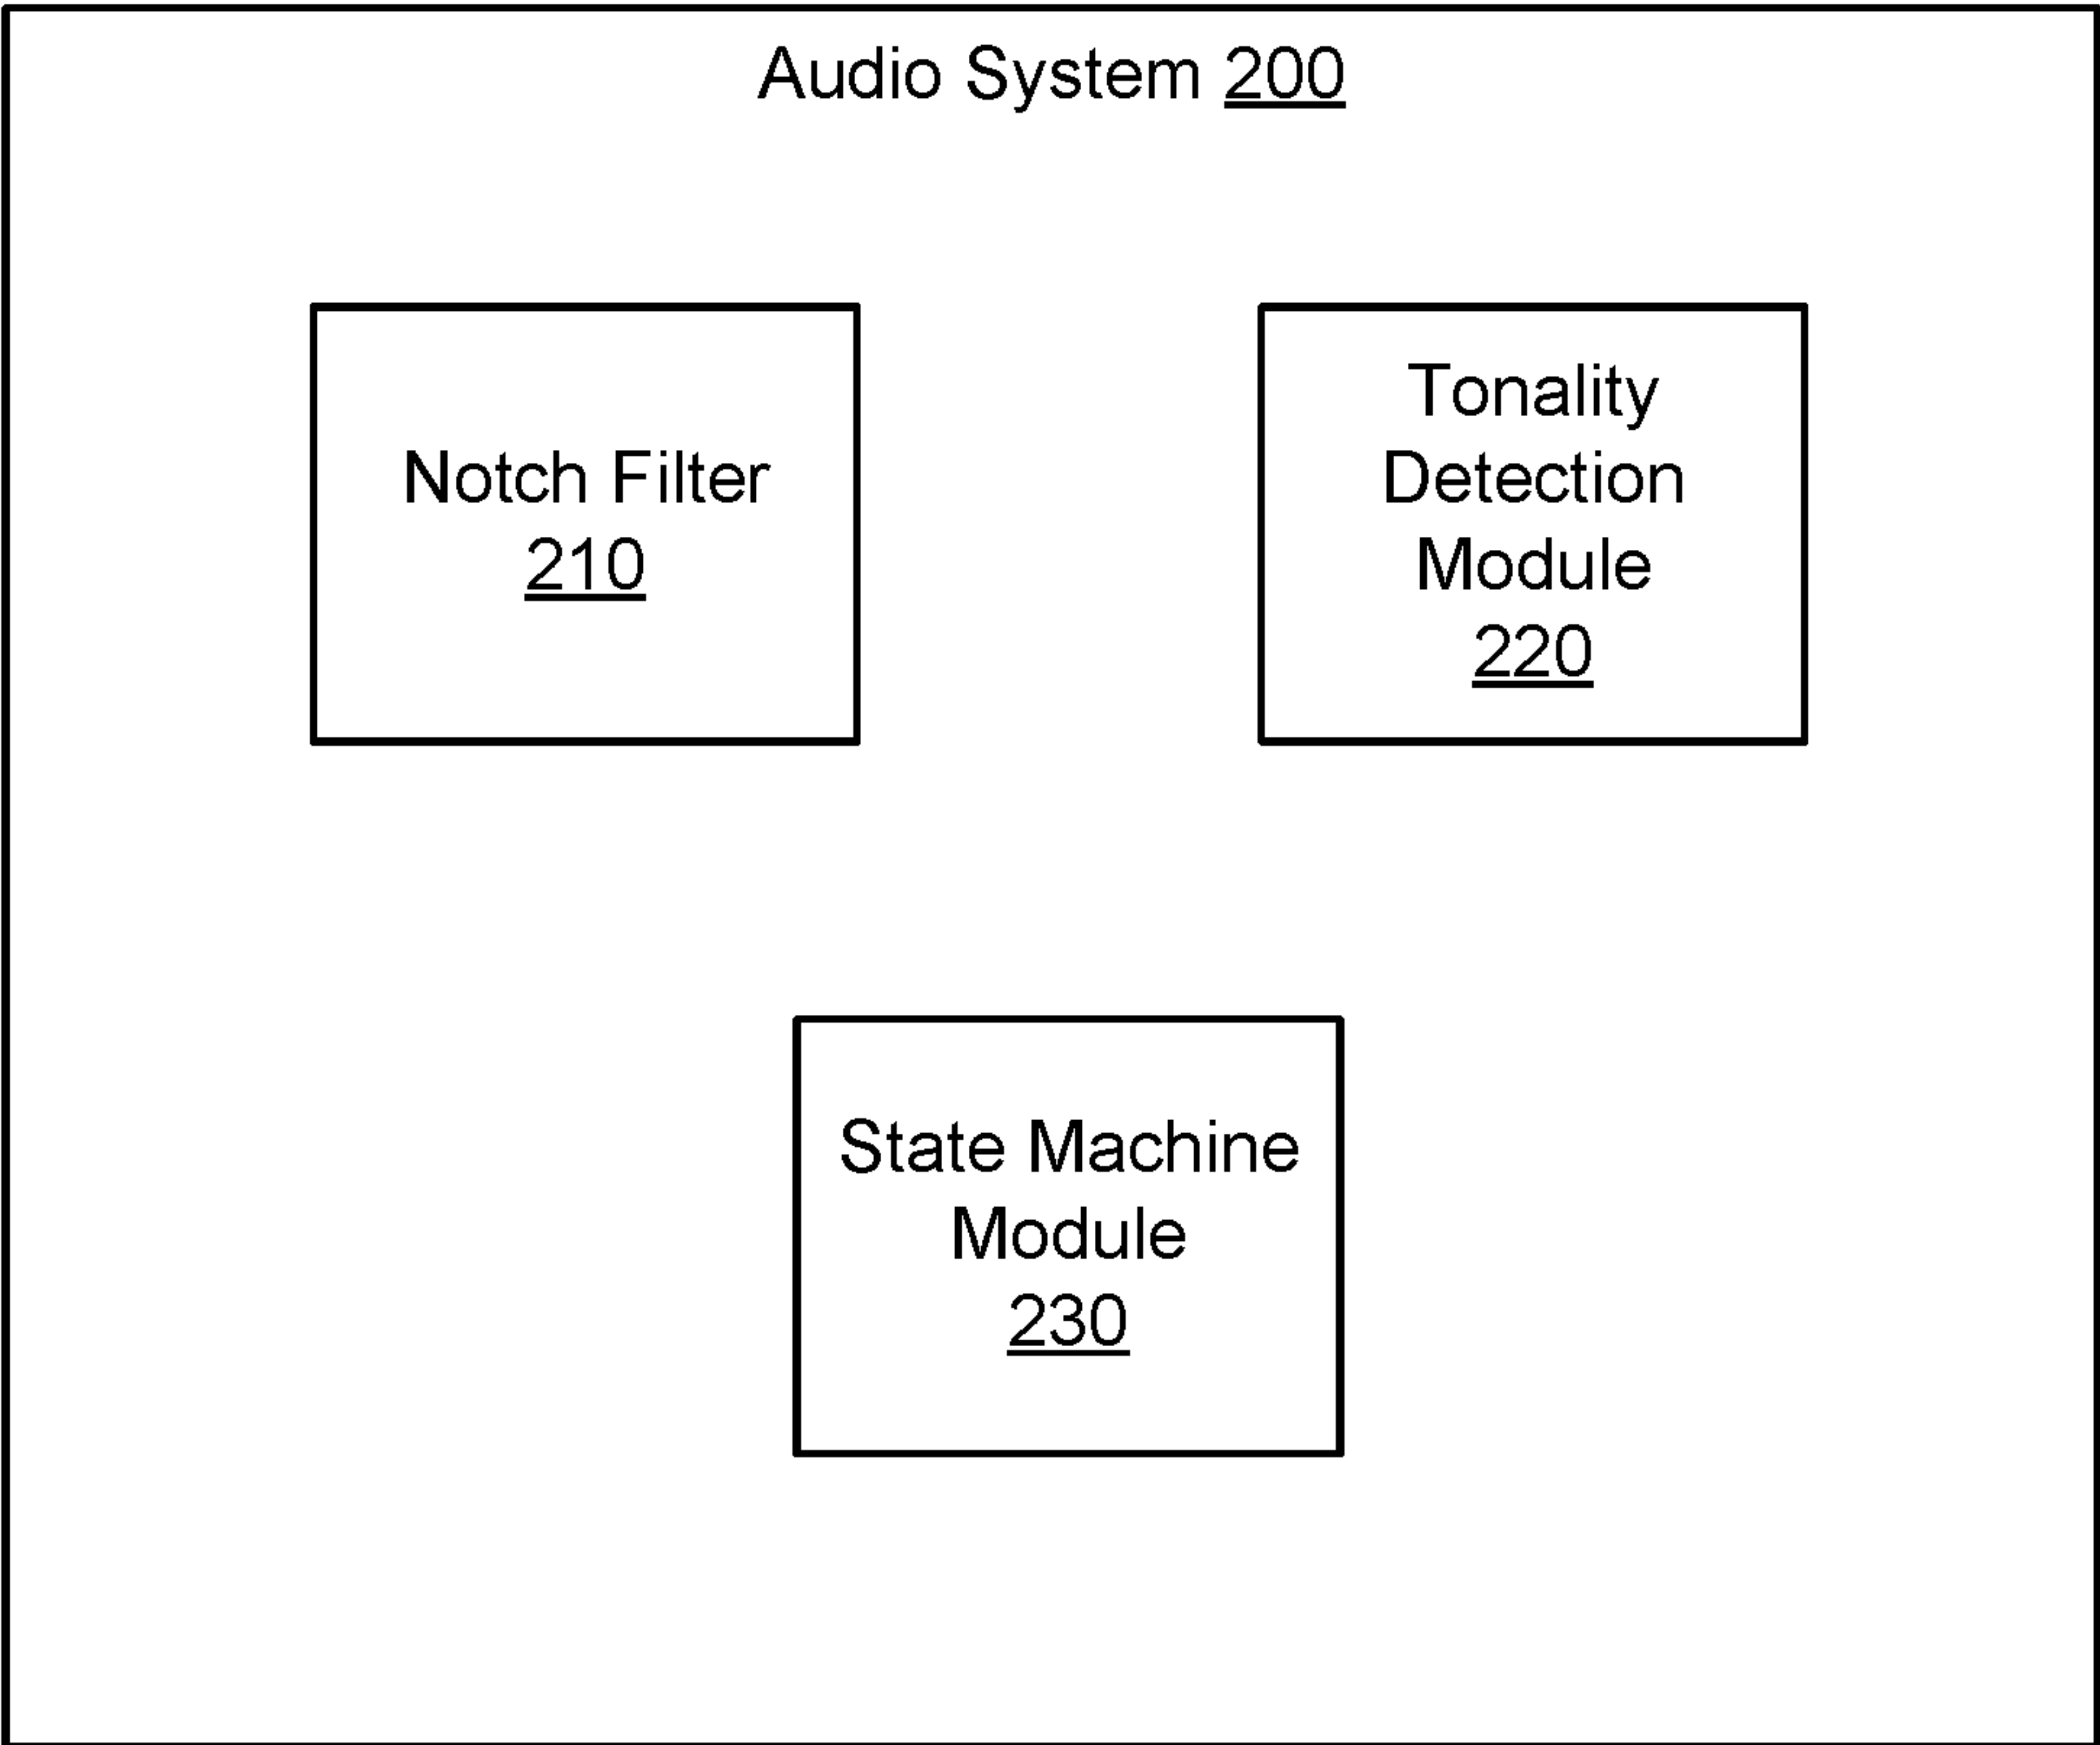 Audio System 200
Notch Filter
210
Tonality
Detection
Module
220
State Machine
Module
230